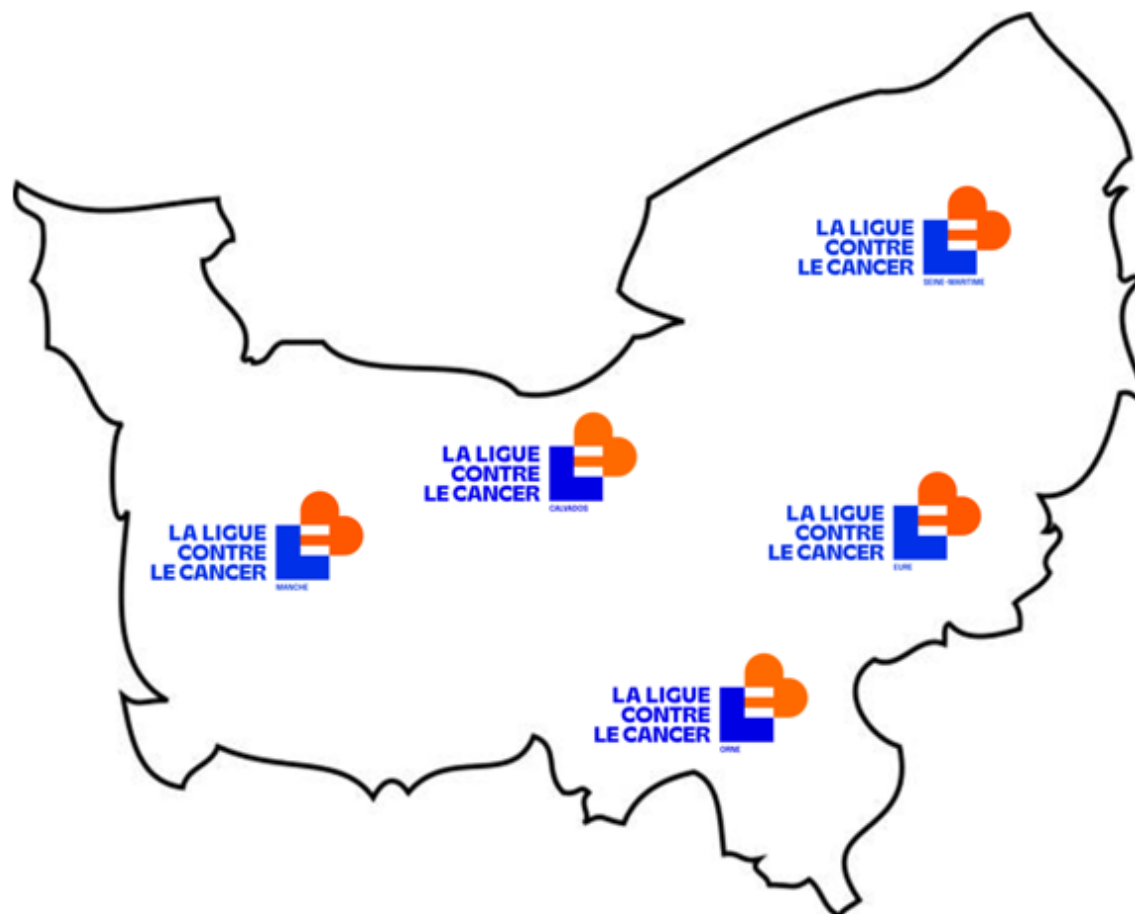 LA LIGUE
CONTRE
LE CANCER
SEINE-MARITIME
LA LIGUE
CONTRE
LE CANCER
CALVADOS
LA LIGUE
CONTRE
LE CANCER
EURE
LA LIGUE
CONTRE
LE CANCER
MANCHE
LA LIGUE
CONTRE
LE CANCER
ORNE